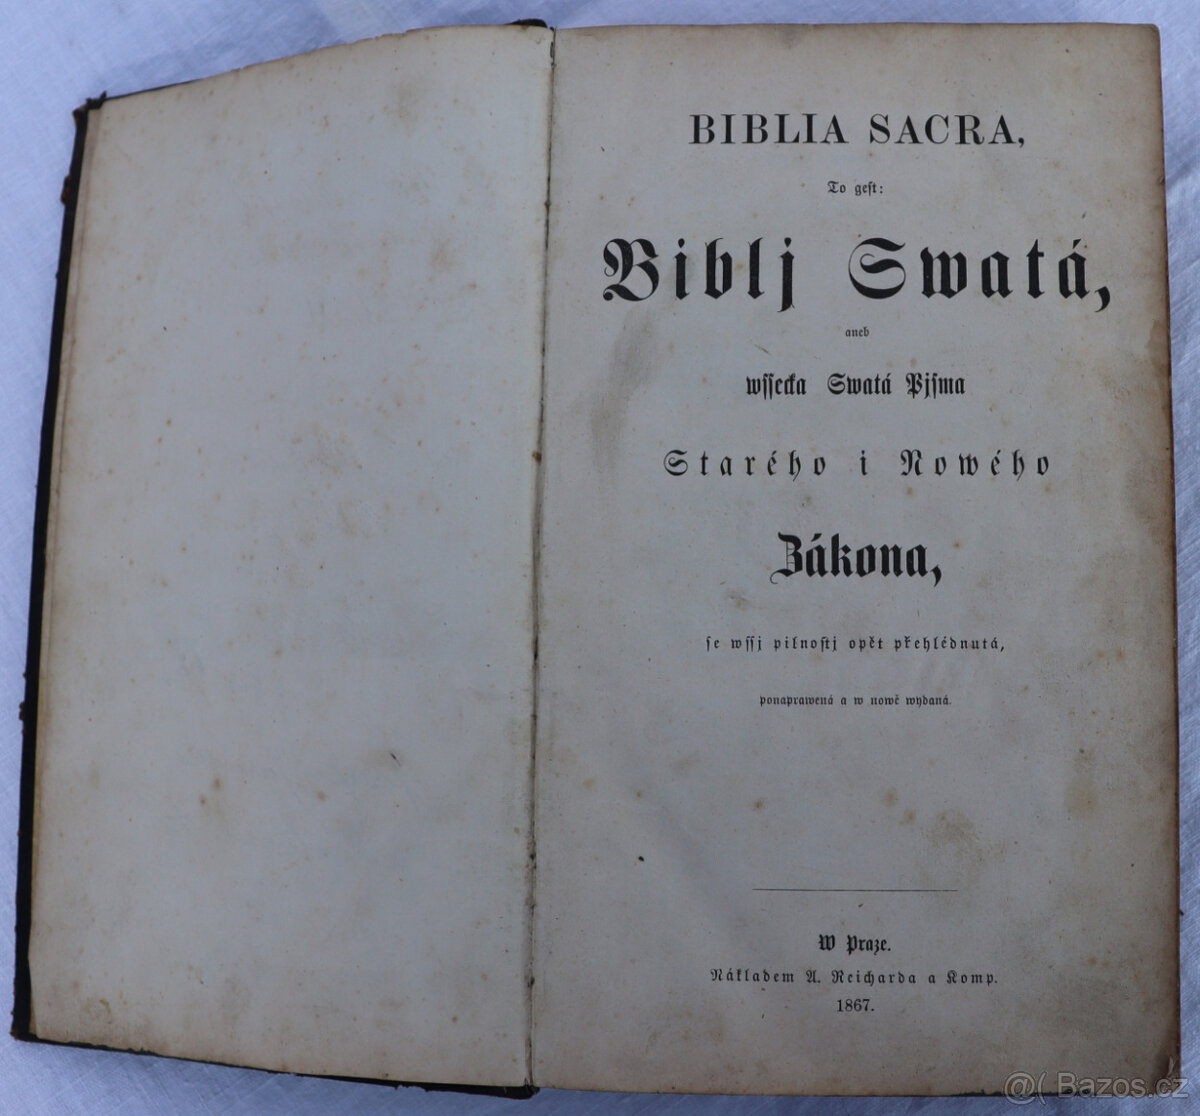 BIBLIA SACRA,
To gest:
Biblj Swatá,
aneb
wssecka Swatá Pjsma
Starého i Nowého
Zákona,
se wssj pilnostj opět přehlédnutá,
ponaprawená a w nowě wydaná.
W Praze.
Nákladem A. Reicharda a Komp.
1867.
@( Bazos.cz